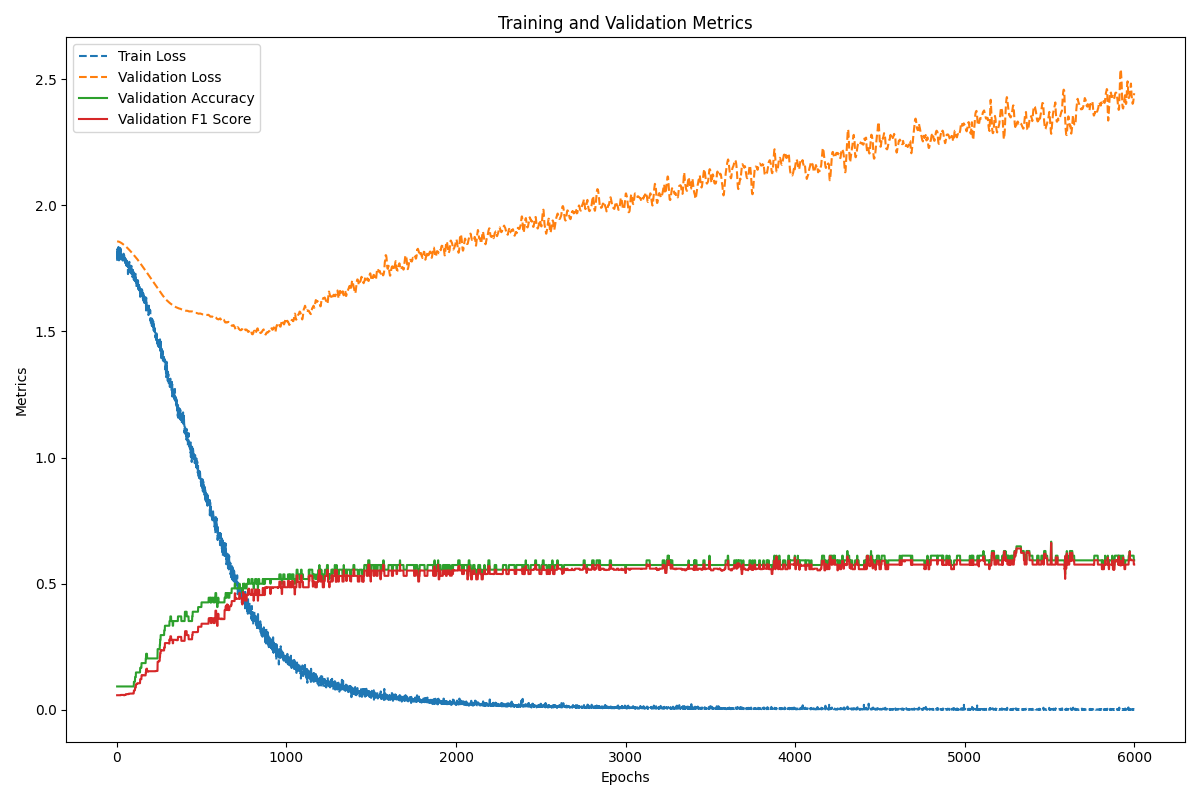 Training and Validation Metrics
Train Loss
Validation Loss
Validation Accuracy
Validation F1 Score
Metrics
2.5
2.0
1.5
1.0
0.5
0.0
0 1000 2000 3000 4000 5000 6000
Epochs